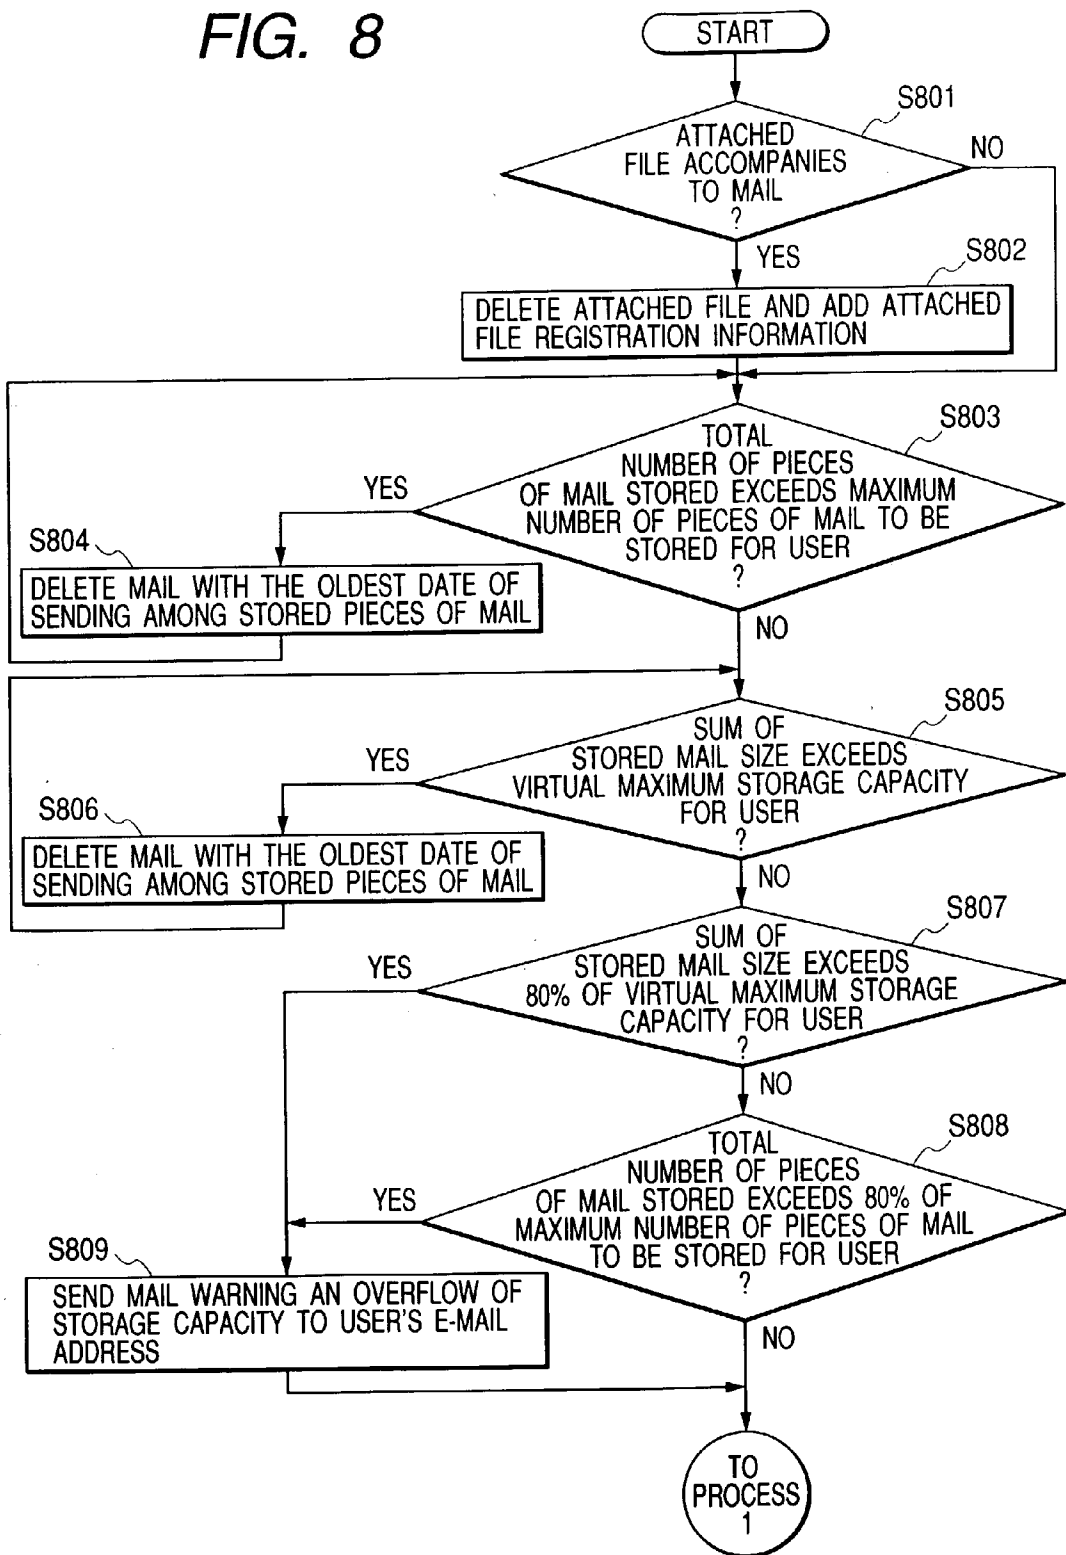 FIG. 8
START
S801
ATTACHED
FILE ACCOMPANIES
TO MAIL
?
NO
YES
S802
DELETE ATTACHED FILE AND ADD ATTACHED
FILE REGISTRATION INFORMATION
S803
TOTAL
NUMBER OF PIECES
OF MAIL STORED EXCEEDS MAXIMUM
NUMBER OF PIECES OF MAIL TO BE
STORED FOR USER
?
YES
NO
S804
DELETE MAIL WITH THE OLDEST DATE OF
SENDING AMONG STORED PIECES OF MAIL
S805
SUM OF
STORED MAIL SIZE EXCEEDS
VIRTUAL MAXIMUM STORAGE CAPACITY
FOR USER
?
YES
NO
S806
DELETE MAIL WITH THE OLDEST DATE OF
SENDING AMONG STORED PIECES OF MAIL
S807
SUM OF
STORED MAIL SIZE EXCEEDS
80% OF VIRTUAL MAXIMUM STORAGE
CAPACITY FOR USER
?
YES
NO
S808
TOTAL
NUMBER OF PIECES
OF MAIL STORED EXCEEDS 80% OF
MAXIMUM NUMBER OF PIECES OF MAIL
TO BE STORED FOR USER
?
YES
NO
S809
SEND MAIL WARNING AN OVERFLOW OF
STORAGE CAPACITY TO USER'S E-MAIL
ADDRESS
TO
PROCESS
1